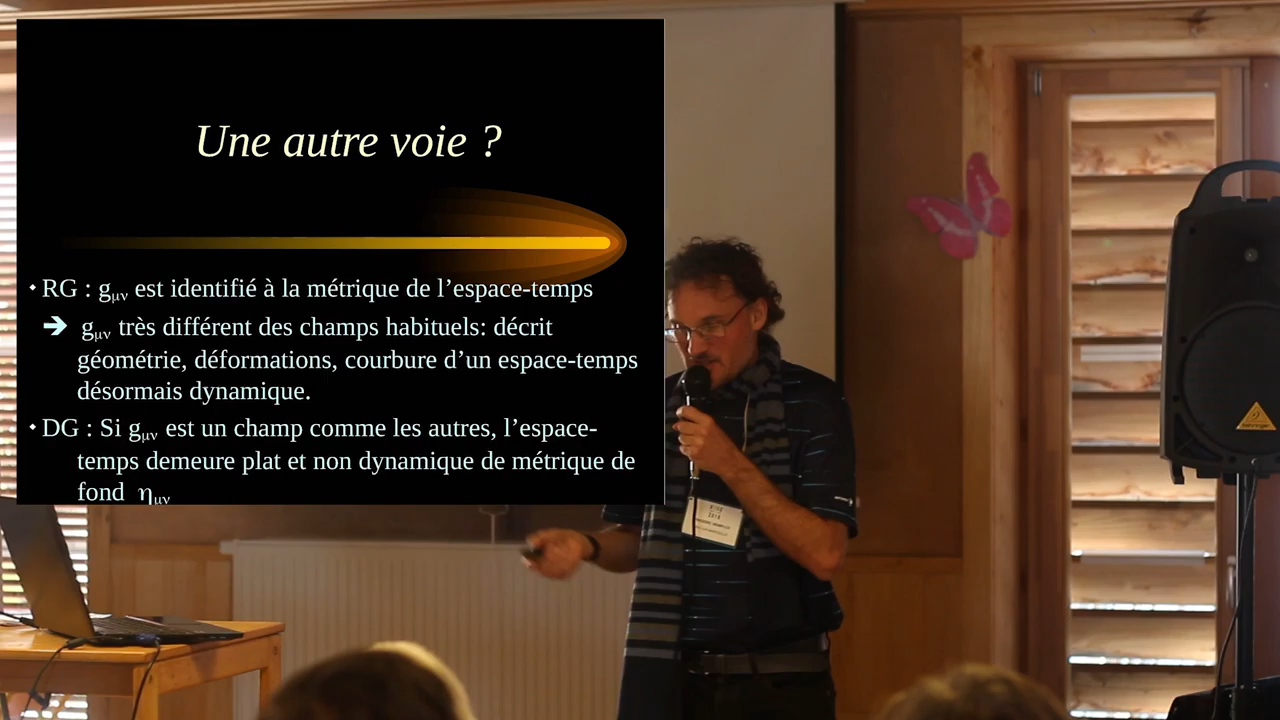 Une autre voie ?
• RG : gμν est identifié à la métrique de l’espace-temps
➔ gμν très différent des champs habituels: décrit
géométrie, déformations, courbure d’un espace-temps
désormais dynamique.
• DG : Si gμν est un champ comme les autres, l’espace-
temps demeure plat et non dynamique de métrique de
fond ημν
behringer